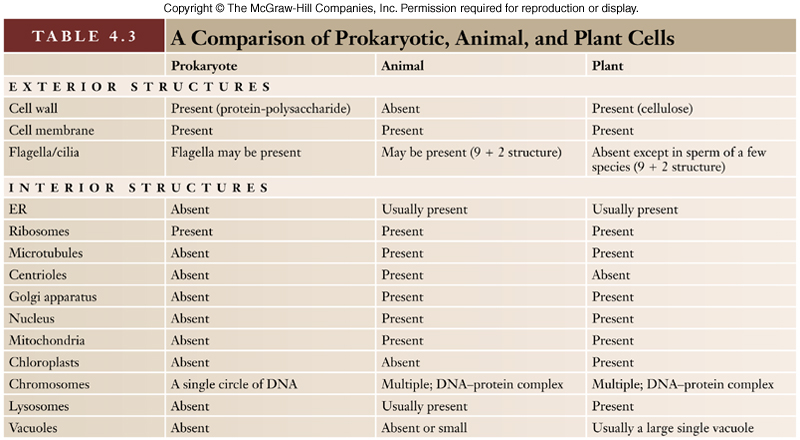 Copyright © The McGraw-Hill Companies, Inc. Permission required for reproduction or display.
TABLE 4.3 A Comparison of Prokaryotic, Animal, and Plant Cells
Prokaryote Animal Plant
EXTERIOR STRUCTURES
Cell wall Present (protein-polysaccharide) Absent Present (cellulose)
Cell membrane Present Present Present
Flagella/cilia Flagella may be present May be present (9 + 2 structure) Absent except in sperm of a few
species (9 + 2 structure)
INTERIOR STRUCTURES
ER Absent Usually present Usually present
Ribosomes Present Present Present
Microtubules Absent Present Present
Centrioles Absent Present Absent
Golgi apparatus Absent Present Present
Nucleus Absent Present Present
Mitochondria Absent Present Present
Chloroplasts Absent Absent Present
Chromosomes A single circle of DNA Multiple; DNA–protein complex Multiple; DNA–protein complex
Lysosomes Absent Usually present Present
Vacuoles Absent Absent or small Usually a large single vacuole